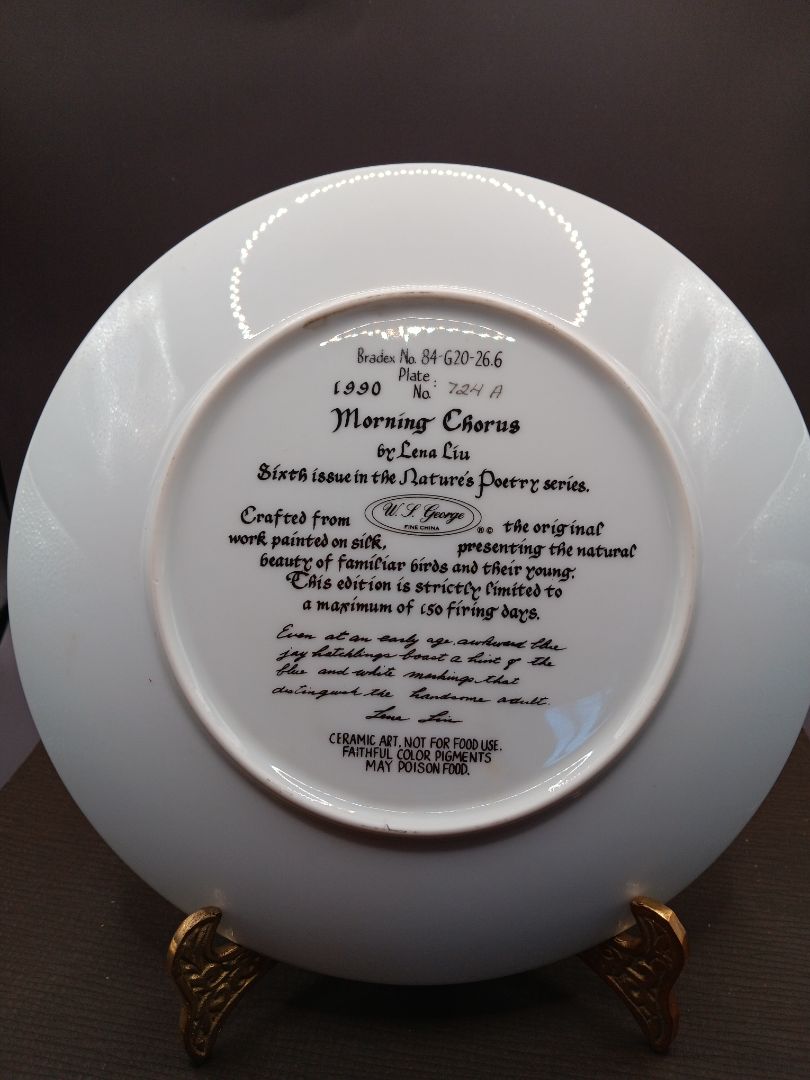 Bradex No. 84-G20-26.6
1990 Plate No: 724 A
Morning Chorus
by Lena Liu
Sixth issue in the Nature's Poetry series.
Crafted from W. S. George FINE CHINA ®© the original
work painted on silk, presenting the natural
beauty of familiar birds and their young.
This edition is strictly limited to
a maximum of 150 firing days.
Even at an early age, awkward blue
jay hatchlings boast a hint of the
blue and white markings that
distinguish the handsome adult.
Lena Liu
CERAMIC ART, NOT FOR FOOD USE.
FAITHFUL COLOR PIGMENTS
MAY POISON FOOD.